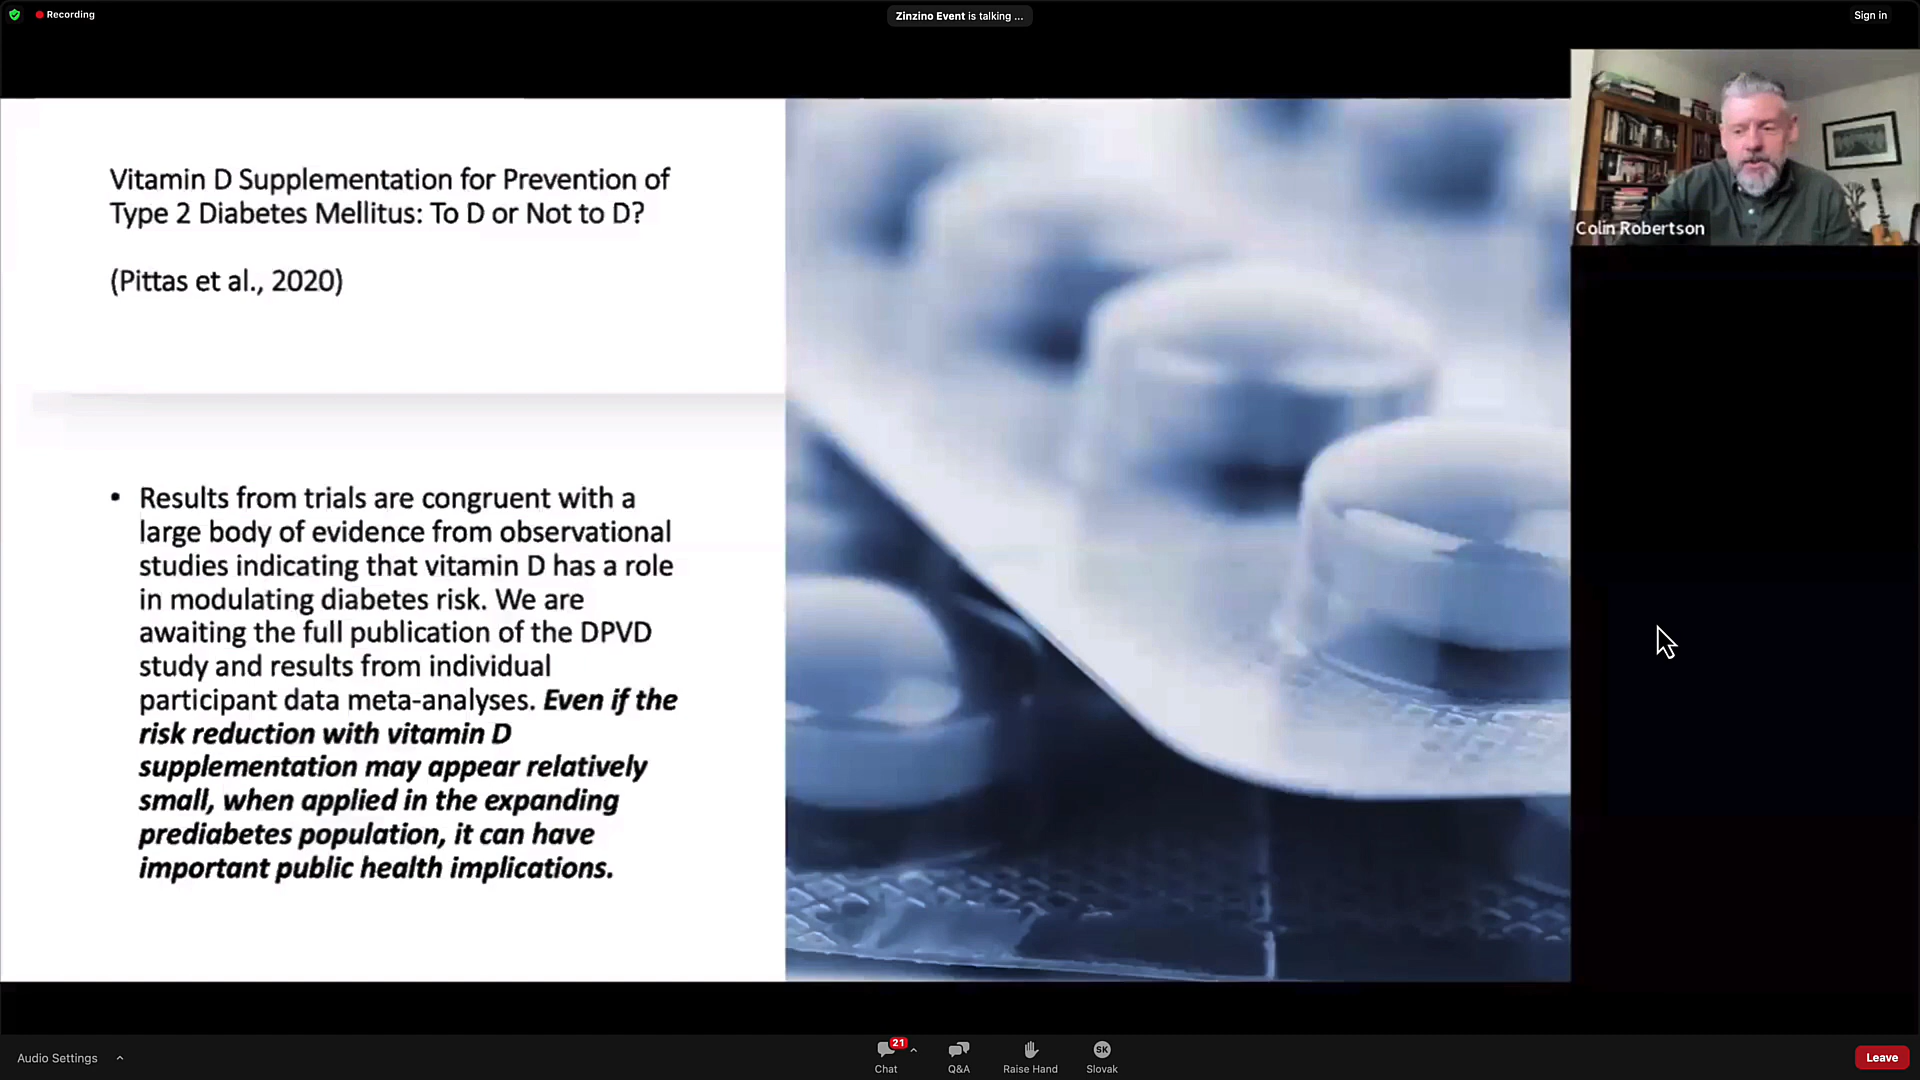 Recording
Zinzino Event is talking ...
Sign in
Vitamin D Supplementation for Prevention of
Type 2 Diabetes Mellitus: To D or Not to D?
(Pittas et al., 2020)
Colin Robertson
• Results from trials are congruent with a
large body of evidence from observational
studies indicating that vitamin D has a role
in modulating diabetes risk. We are
awaiting the full publication of the DPVD
study and results from individual
participant data meta-analyses. Even if the
risk reduction with vitamin D
supplementation may appear relatively
small, when applied in the expanding
prediabetes population, it can have
important public health implications.
Audio Settings
21
SK
Chat
Q&A
Raise Hand
Slovak
Leave